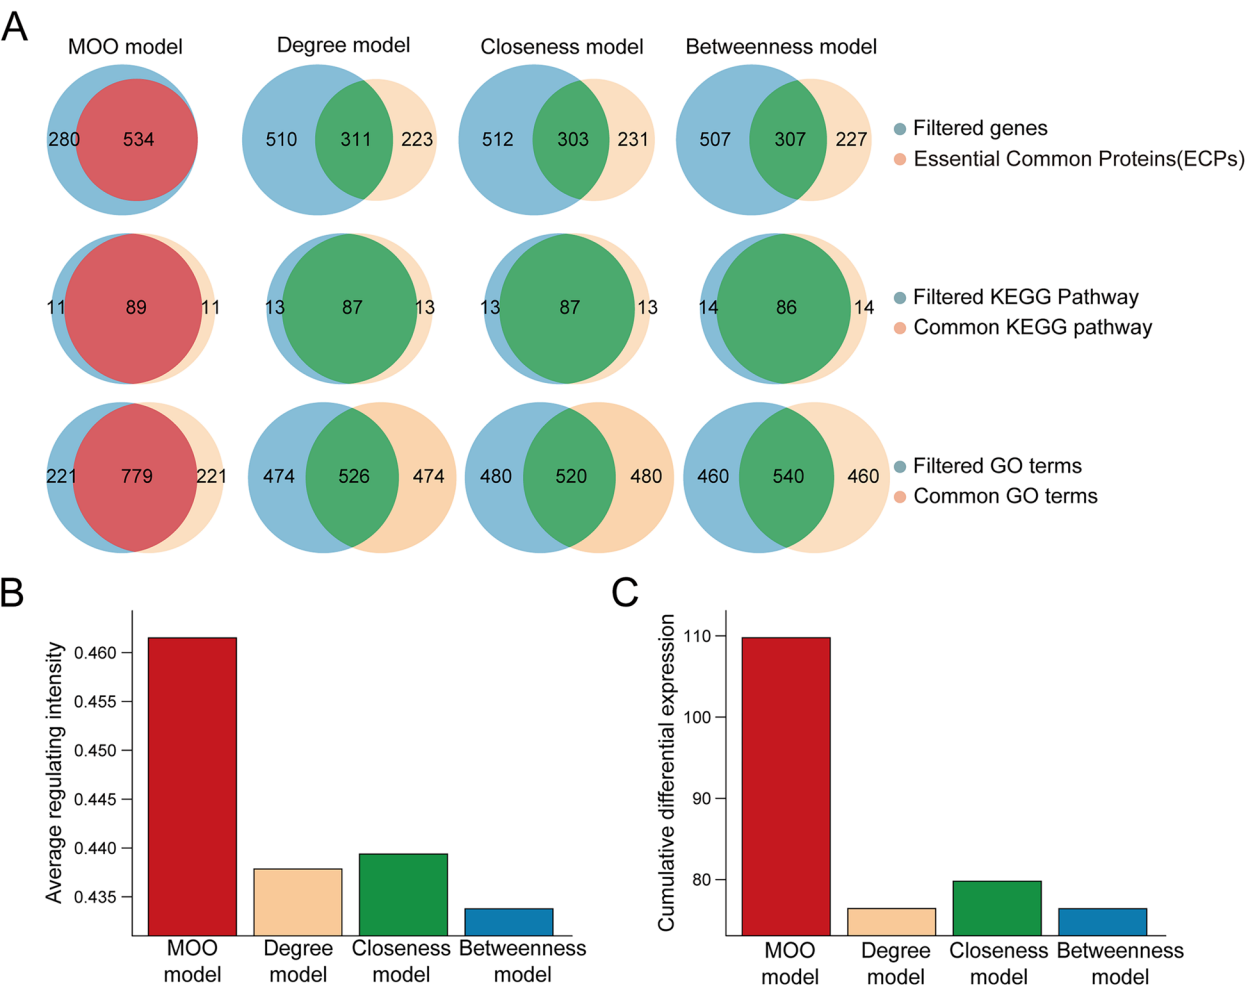 A
MOO model
Degree model
Closeness model
Betweenness model
280 534
510 311 223
512 303 231
507 307 227
Filtered genes
Essential Common Proteins(ECPs)
11 89 11
13 87 13
13 87 13
14 86 14
Filtered KEGG Pathway
Common KEGG pathway
221 779 221
474 526 474
480 520 480
460 540 460
Filtered GO terms
Common GO terms
B
Average regulating intensity
0.460
0.455
0.450
0.445
0.440
0.435
MOO
model
Degree
model
Closeness
model
Betweenness
model
C
Cumulative differential expression
110
100
90
80
MOO
model
Degree
model
Closeness
model
Betweenness
model